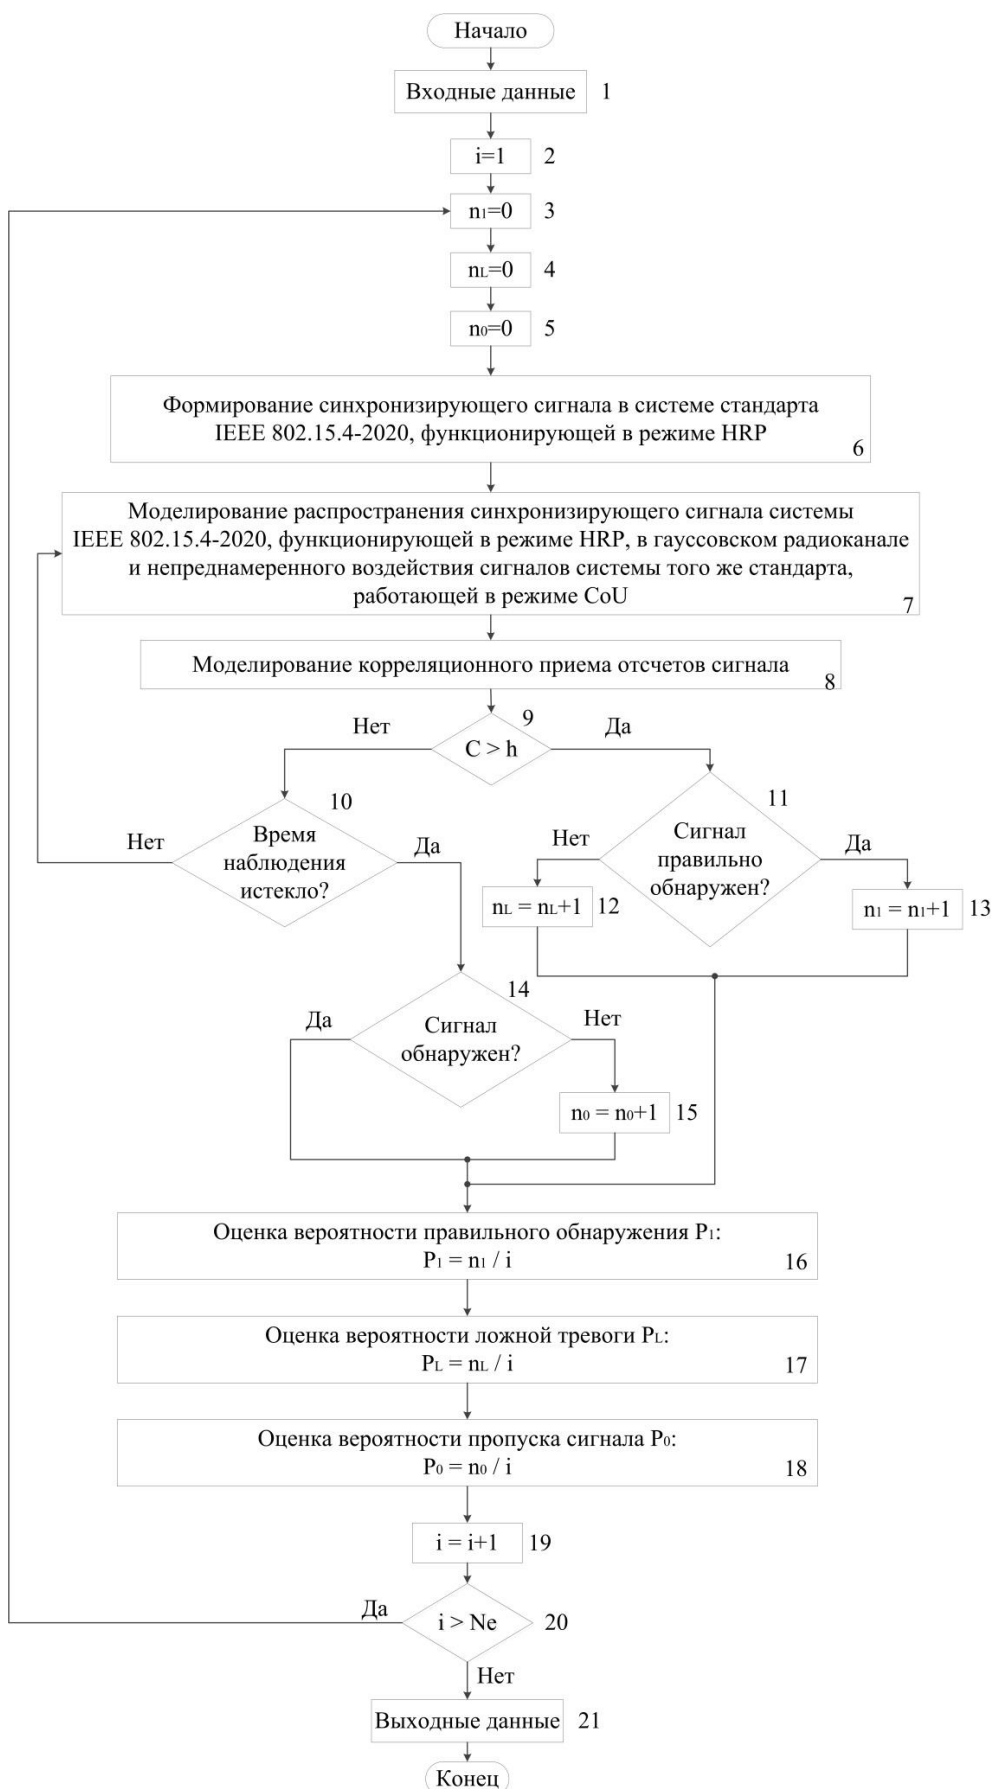 Начало
Входные данные 1
i=1 2
n₁=0 3
n_L=0 4
n₀=0 5
Формирование синхронизирующего сигнала в системе стандарта
IEEE 802.15.4-2020, функционирующей в режиме HRP
6
Моделирование распространения синхронизирующего сигнала системы
IEEE 802.15.4-2020, функционирующей в режиме HRP, в гауссовском радиоканале
и непреднамеренного воздействия сигналов системы того же стандарта,
работающей в режиме CoU
7
Моделирование корреляционного приема отсчетов сигнала
8
9
Нет
Да
C > h
10
11
Нет
Время
наблюдения
истекло?
Да
Нет
Сигнал
правильно
обнаружен?
Да
n_L = n_L+1 12
n₁ = n₁+1 13
14
Да
Сигнал
обнаружен?
Нет
n₀ = n₀+1 15
Оценка вероятности правильного обнаружения P₁:
P₁ = n₁ / i
16
Оценка вероятности ложной тревоги P_L:
P_L = n_L / i
17
Оценка вероятности пропуска сигнала P₀:
P₀ = n₀ / i
18
i = i+1 19
Да
i > Ne 20
Нет
Выходные данные 21
Конец